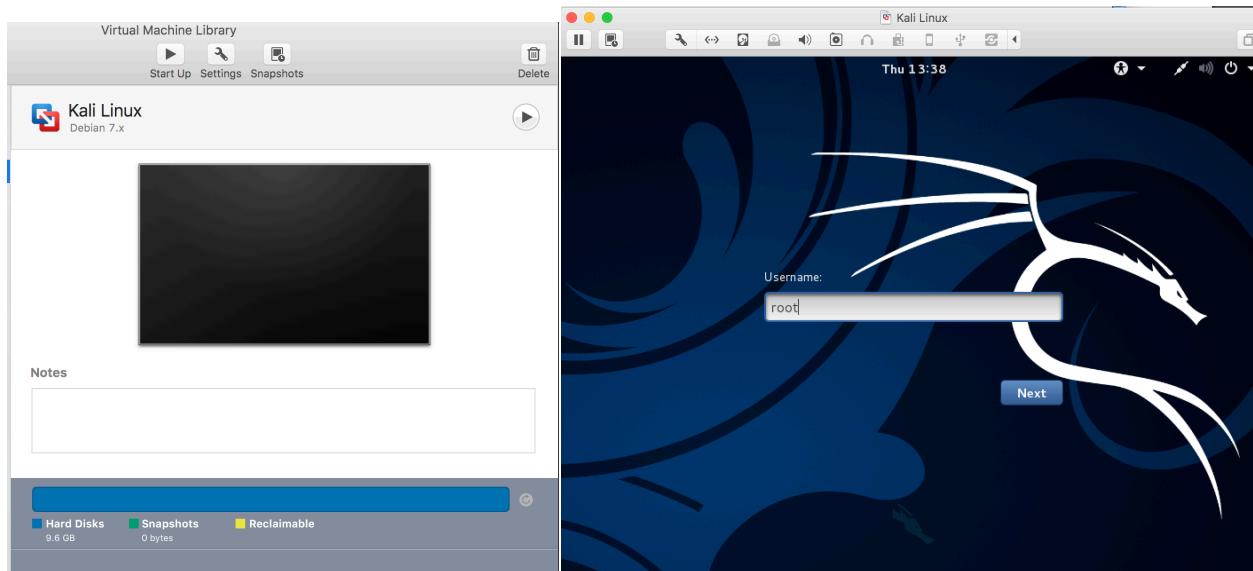 Virtual Machine Library
Start Up Settings Snapshots Delete
Kali Linux
Debian 7.x
Notes
Hard Disks Snapshots Reclaimable
9.6 GB 0 bytes
Kali Linux
Thu 13:38
Username:
root
Next